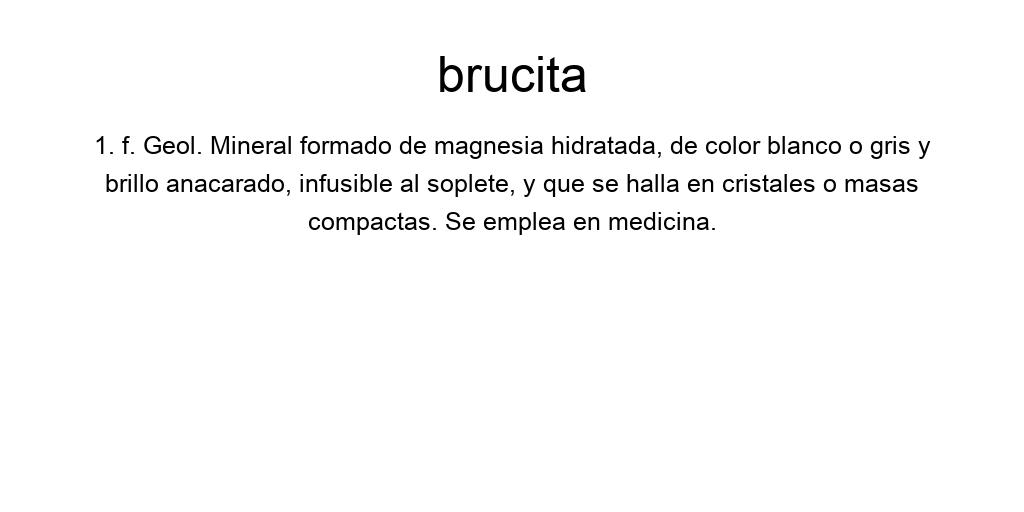 brucita
1. f. Geol. Mineral formado de magnesia hidratada, de color blanco o gris y
brillo anacarado, infusible al soplete, y que se halla en cristales o masas
compactas. Se emplea en medicina.